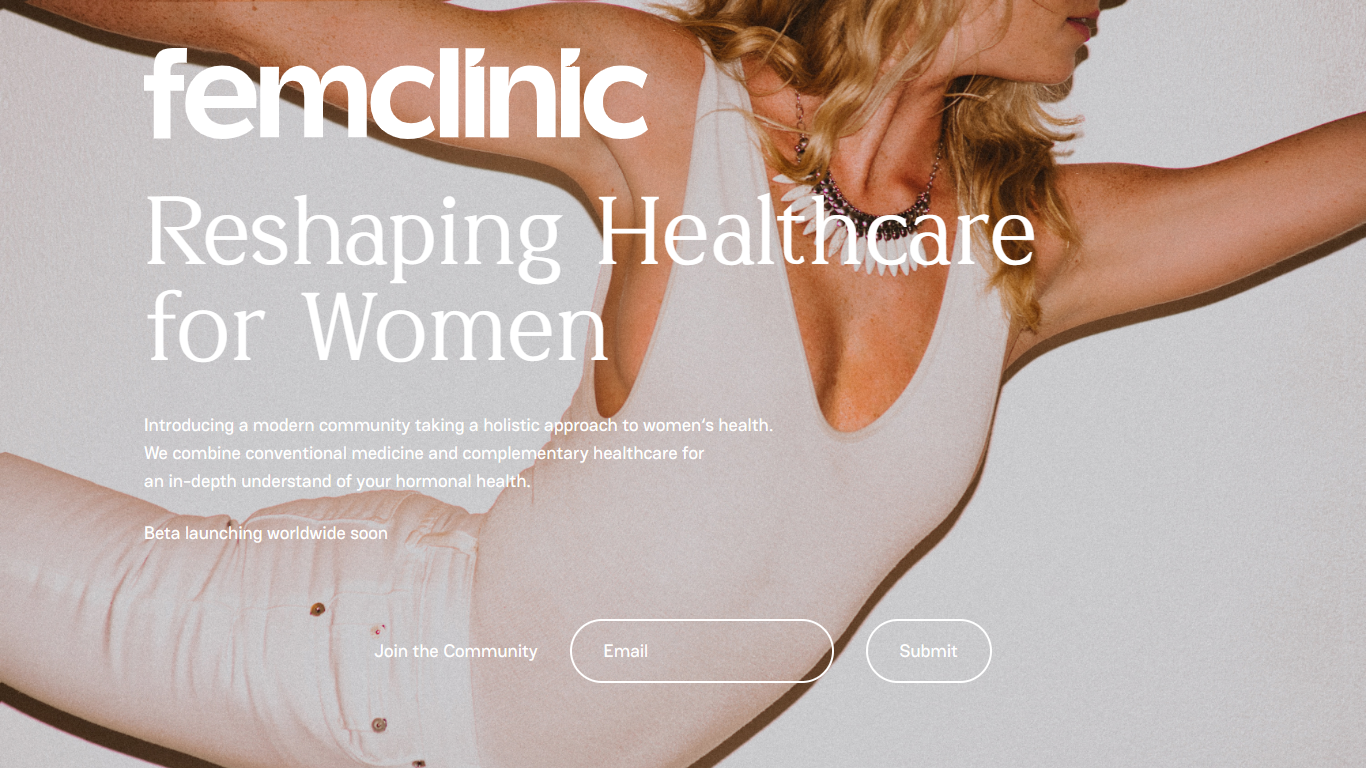 femclinic
Reshaping Healthcare
for Women
Introducing a modern community taking a holistic approach to women’s health.
We combine conventional medicine and complementary healthcare for
an in-depth understand of your hormonal health.
Beta launching worldwide soon
Join the Community Email Submit